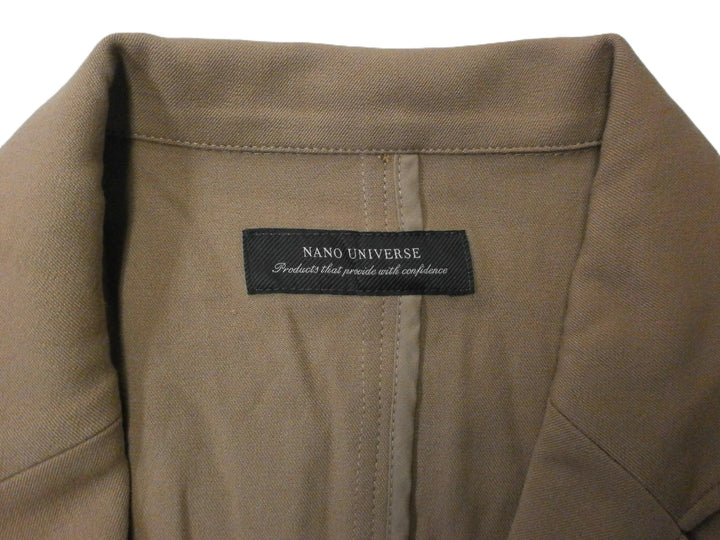 NANO UNIVERSE
Products that provide with confidence